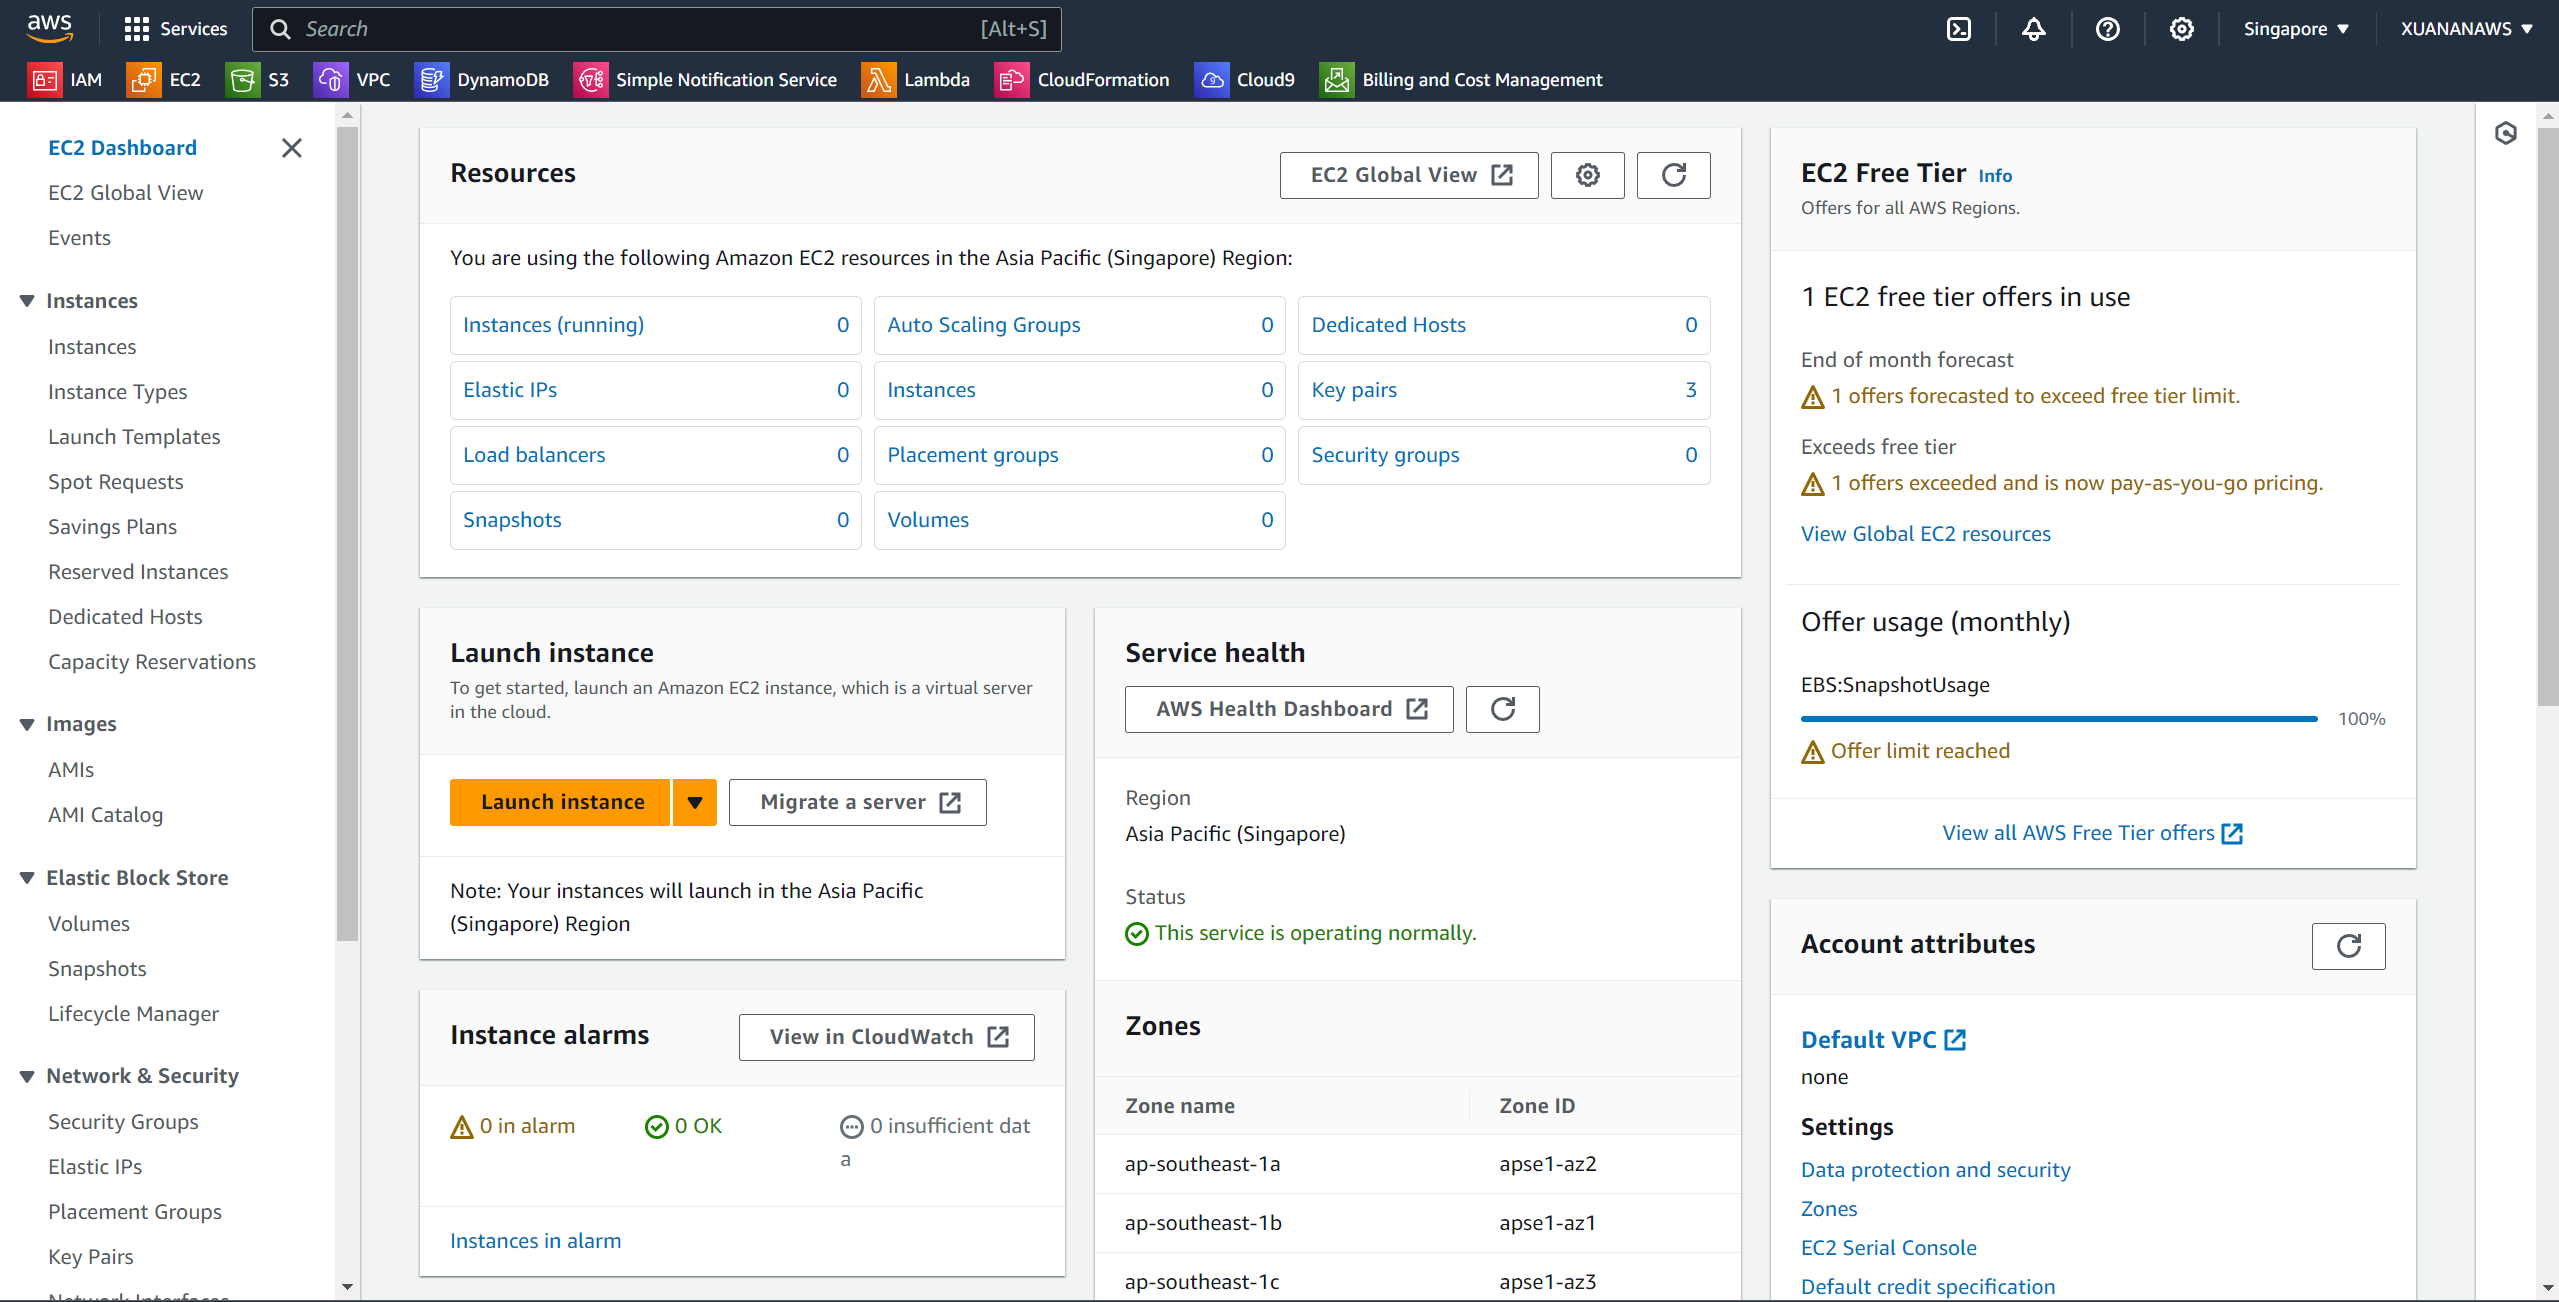 aws
Services
Search
[Alt+S]
Singapore
XUANANAWS
IAM
EC2
S3
VPC
DynamoDB
Simple Notification Service
Lambda
CloudFormation
Cloud9
Billing and Cost Management
EC2 Dashboard
EC2 Global View
Events
Instances
Instances
Instance Types
Launch Templates
Spot Requests
Savings Plans
Reserved Instances
Dedicated Hosts
Capacity Reservations
Images
AMIs
AMI Catalog
Elastic Block Store
Volumes
Snapshots
Lifecycle Manager
Network & Security
Security Groups
Elastic IPs
Placement Groups
Key Pairs
Network Interfaces
Resources
EC2 Global View
You are using the following Amazon EC2 resources in the Asia Pacific (Singapore) Region:
Instances (running) 0
Auto Scaling Groups 0
Dedicated Hosts 0
Elastic IPs 0
Instances 0
Key pairs 3
Load balancers 0
Placement groups 0
Security groups 0
Snapshots 0
Volumes 0
Launch instance
To get started, launch an Amazon EC2 instance, which is a virtual server
in the cloud.
Launch instance
Migrate a server
Note: Your instances will launch in the Asia Pacific
(Singapore) Region
Instance alarms
View in CloudWatch
0 in alarm
0 OK
0 insufficient dat
a
Instances in alarm
Service health
AWS Health Dashboard
Region
Asia Pacific (Singapore)
Status
This service is operating normally.
Zones
Zone name
Zone ID
ap-southeast-1a
apse1-az2
ap-southeast-1b
apse1-az1
ap-southeast-1c
apse1-az3
EC2 Free Tier Info
Offers for all AWS Regions.
1 EC2 free tier offers in use
End of month forecast
1 offers forecasted to exceed free tier limit.
Exceeds free tier
1 offers exceeded and is now pay-as-you-go pricing.
View Global EC2 resources
Offer usage (monthly)
EBS:SnapshotUsage
100%
Offer limit reached
View all AWS Free Tier offers
Account attributes
Default VPC
none
Settings
Data protection and security
Zones
EC2 Serial Console
Default credit specification